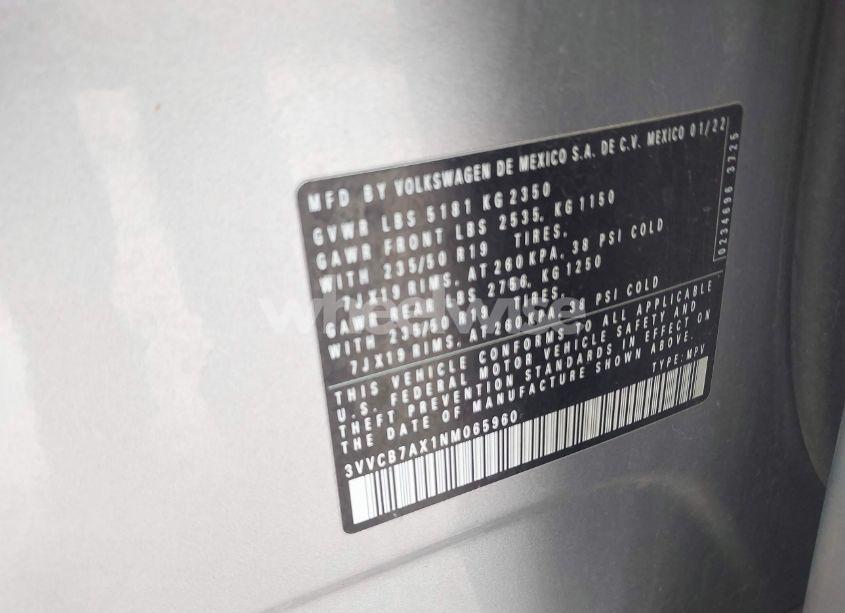 MFD BY VOLKSWAGEN DE MEXICO S.A. DE C.V. MEXICO 01/22
GVWR LBS 5181 KG 2350
GAWR FRONT LBS 2535, KG 1150
WITH 235/50 R19 TIRES,
7JX19 RIMS, AT 260 KPA, 38 PSI COLD
GAWR REAR LBS 2756, KG 1250
WITH 235/50 R19 TIRES,
7JX19 RIMS, AT 260 KPA, 38 PSI COLD
THIS VEHICLE CONFORMS TO ALL APPLICABLE
U.S. FEDERAL MOTOR VEHICLE SAFETY AND
THEFT PREVENTION STANDARDS IN EFFECT ON
THE DATE OF MANUFACTURE SHOWN ABOVE.
3VVCB7AX1NM065960 TYPE: MPV
0234696 3725
wheelwise